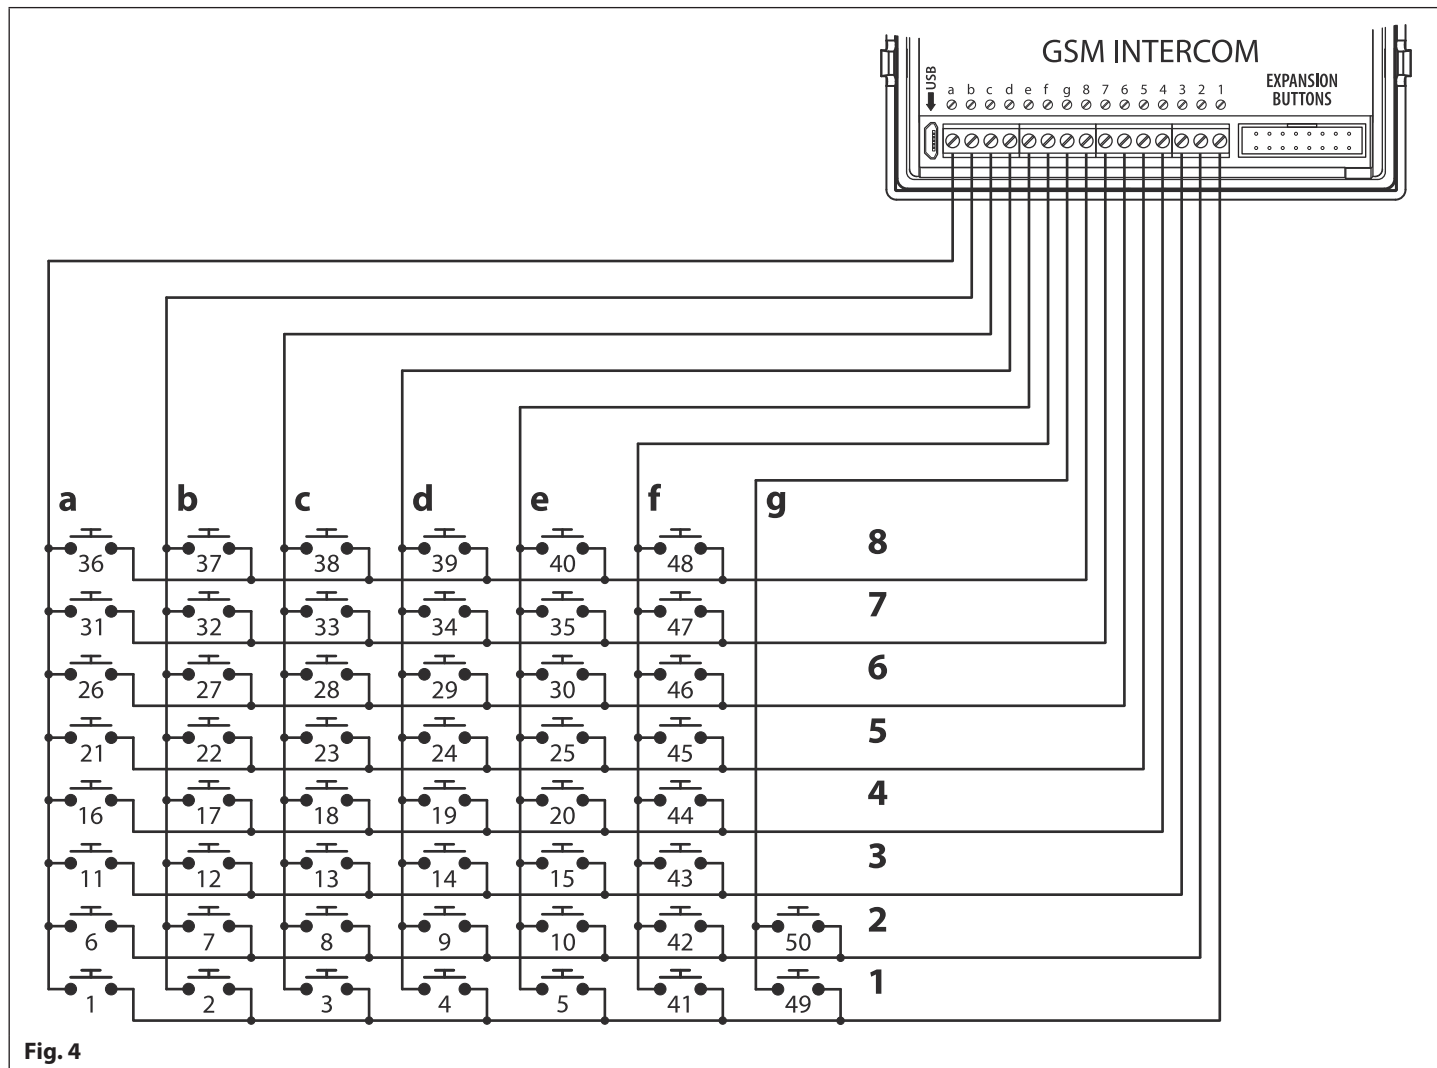 GSM INTERCOM
USB
EXPANSION
BUTTONS
a b c d e f g 8 7 6 5 4 3 2 1
a b c d e f g
8
36 37 38 39 40 48
7
31 32 33 34 35 47
6
26 27 28 29 30 46
5
21 22 23 24 25 45
4
16 17 18 19 20 44
3
11 12 13 14 15 43
2
6 7 8 9 10 42 50
1
1 2 3 4 5 41 49
Fig. 4